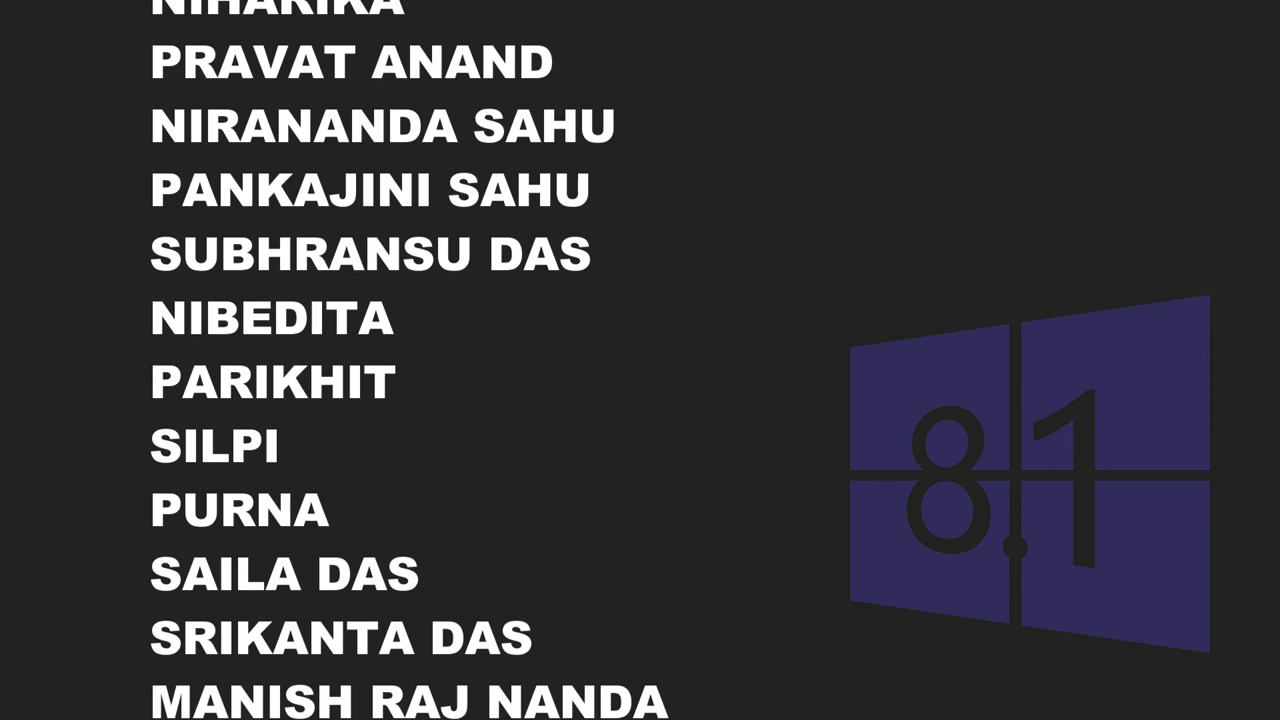 NIHARIKA
PRAVAT ANAND
NIRANANDA SAHU
PANKAJINI SAHU
SUBHRANSU DAS
NIBEDITA
PARIKHIT
SILPI
PURNA
SAILA DAS
SRIKANTA DAS
MANISH RAJ NANDA
8.1